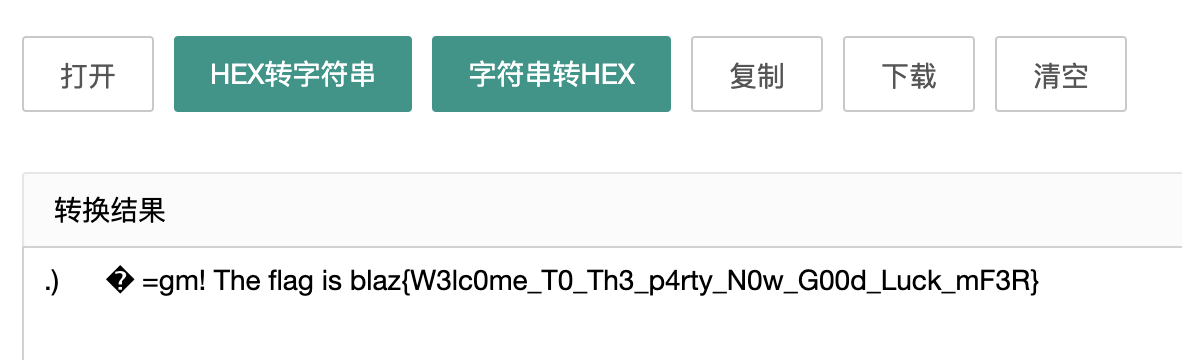 打开 HEX转字符串 字符串转HEX 复制 下载 清空
转换结果
.) � =gm! The flag is blaz{W3lc0me_T0_Th3_p4rty_N0w_G00d_Luck_mF3R}